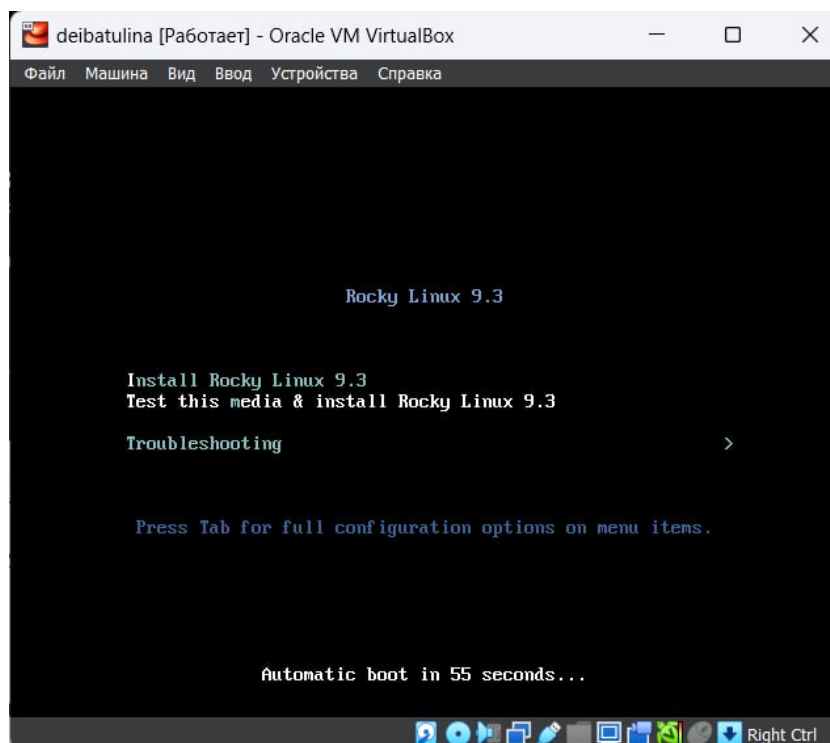 deibatulina [Работает] - Oracle VM VirtualBox
Файл Машина Вид Ввод Устройства Справка
Rocky Linux 9.3
Install Rocky Linux 9.3
Test this media & install Rocky Linux 9.3
Troubleshooting >
Press Tab for full configuration options on menu items.
Automatic boot in 55 seconds...
Right Ctrl